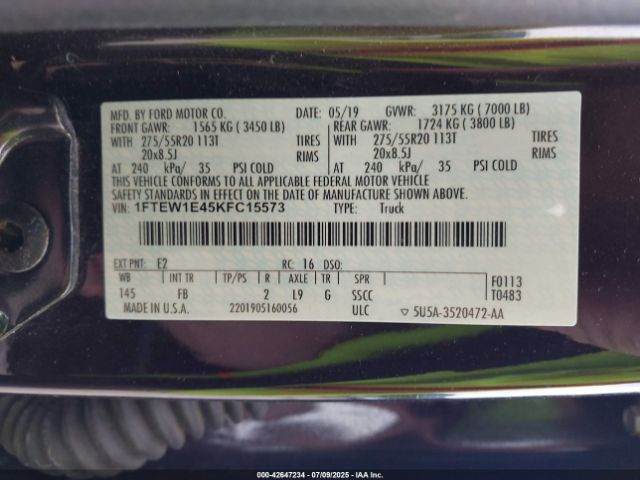 MFD. BY FORD MOTOR CO. DATE: 05/19 GVWR: 3175 KG ( 7000 LB)
FRONT GAWR: 1565 KG ( 3450 LB) REAR GAWR: 1724 KG ( 3800 LB)
WITH 275/55R20 113T TIRES WITH 275/55R20 113T TIRES
20x8.5J RIMS 20x8.5J RIMS
AT 240 kPa/ 35 PSI COLD AT 240 kPa/ 35 PSI COLD
THIS VEHICLE CONFORMS TO ALL APPLICABLE FEDERAL MOTOR VEHICLE
SAFETY STANDARDS IN EFFECT ON THE DATE OF MANUFACTURE SHOWN ABOVE.
VIN: 1FTEW1E45KFC15573 TYPE: Truck
EXT PNT: E2 RC: 16 DSO:
WB INT TR TP/PS R AXLE TR SPR F0113
145 FB 2 L9 G SSCC T0483
MADE IN U.S.A. 2201905160056 ULC 5U5A-3520472-AA
000-42647234 - 07/09/2025 - IAA Inc.